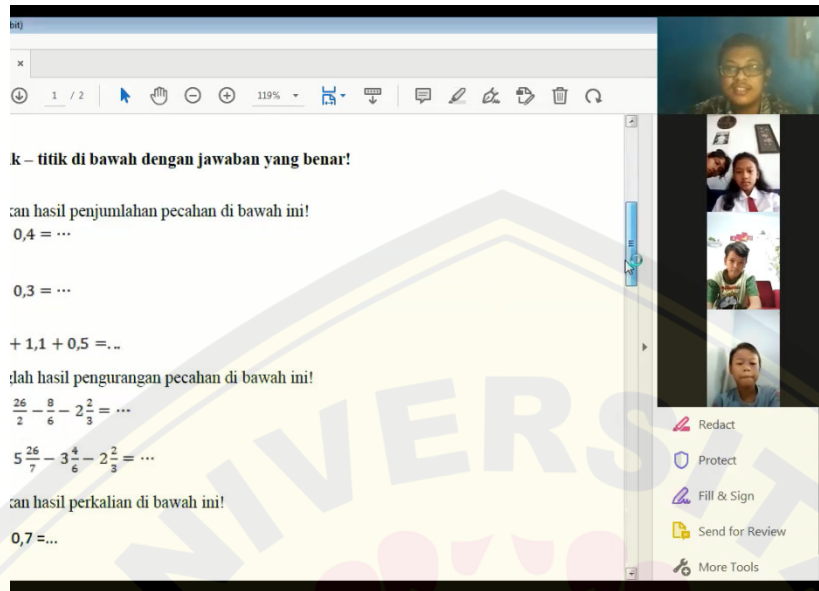 bit)
×
1 / 2
119%
k – titik di bawah dengan jawaban yang benar!
kan hasil penjumlahan pecahan di bawah ini!
0,4 = ⋯
0,3 = ⋯
+ 1,1 + 0,5 =...
glah hasil pengurangan pecahan di bawah ini!
26/2 − 8/6 − 2 2/3 = ⋯
5 26/7 − 3 4/6 − 2 2/3 = ⋯
kan hasil perkalian di bawah ini!
0,7 =...
Redact
Protect
Fill & Sign
Send for Review
More Tools
UNIVERSITA